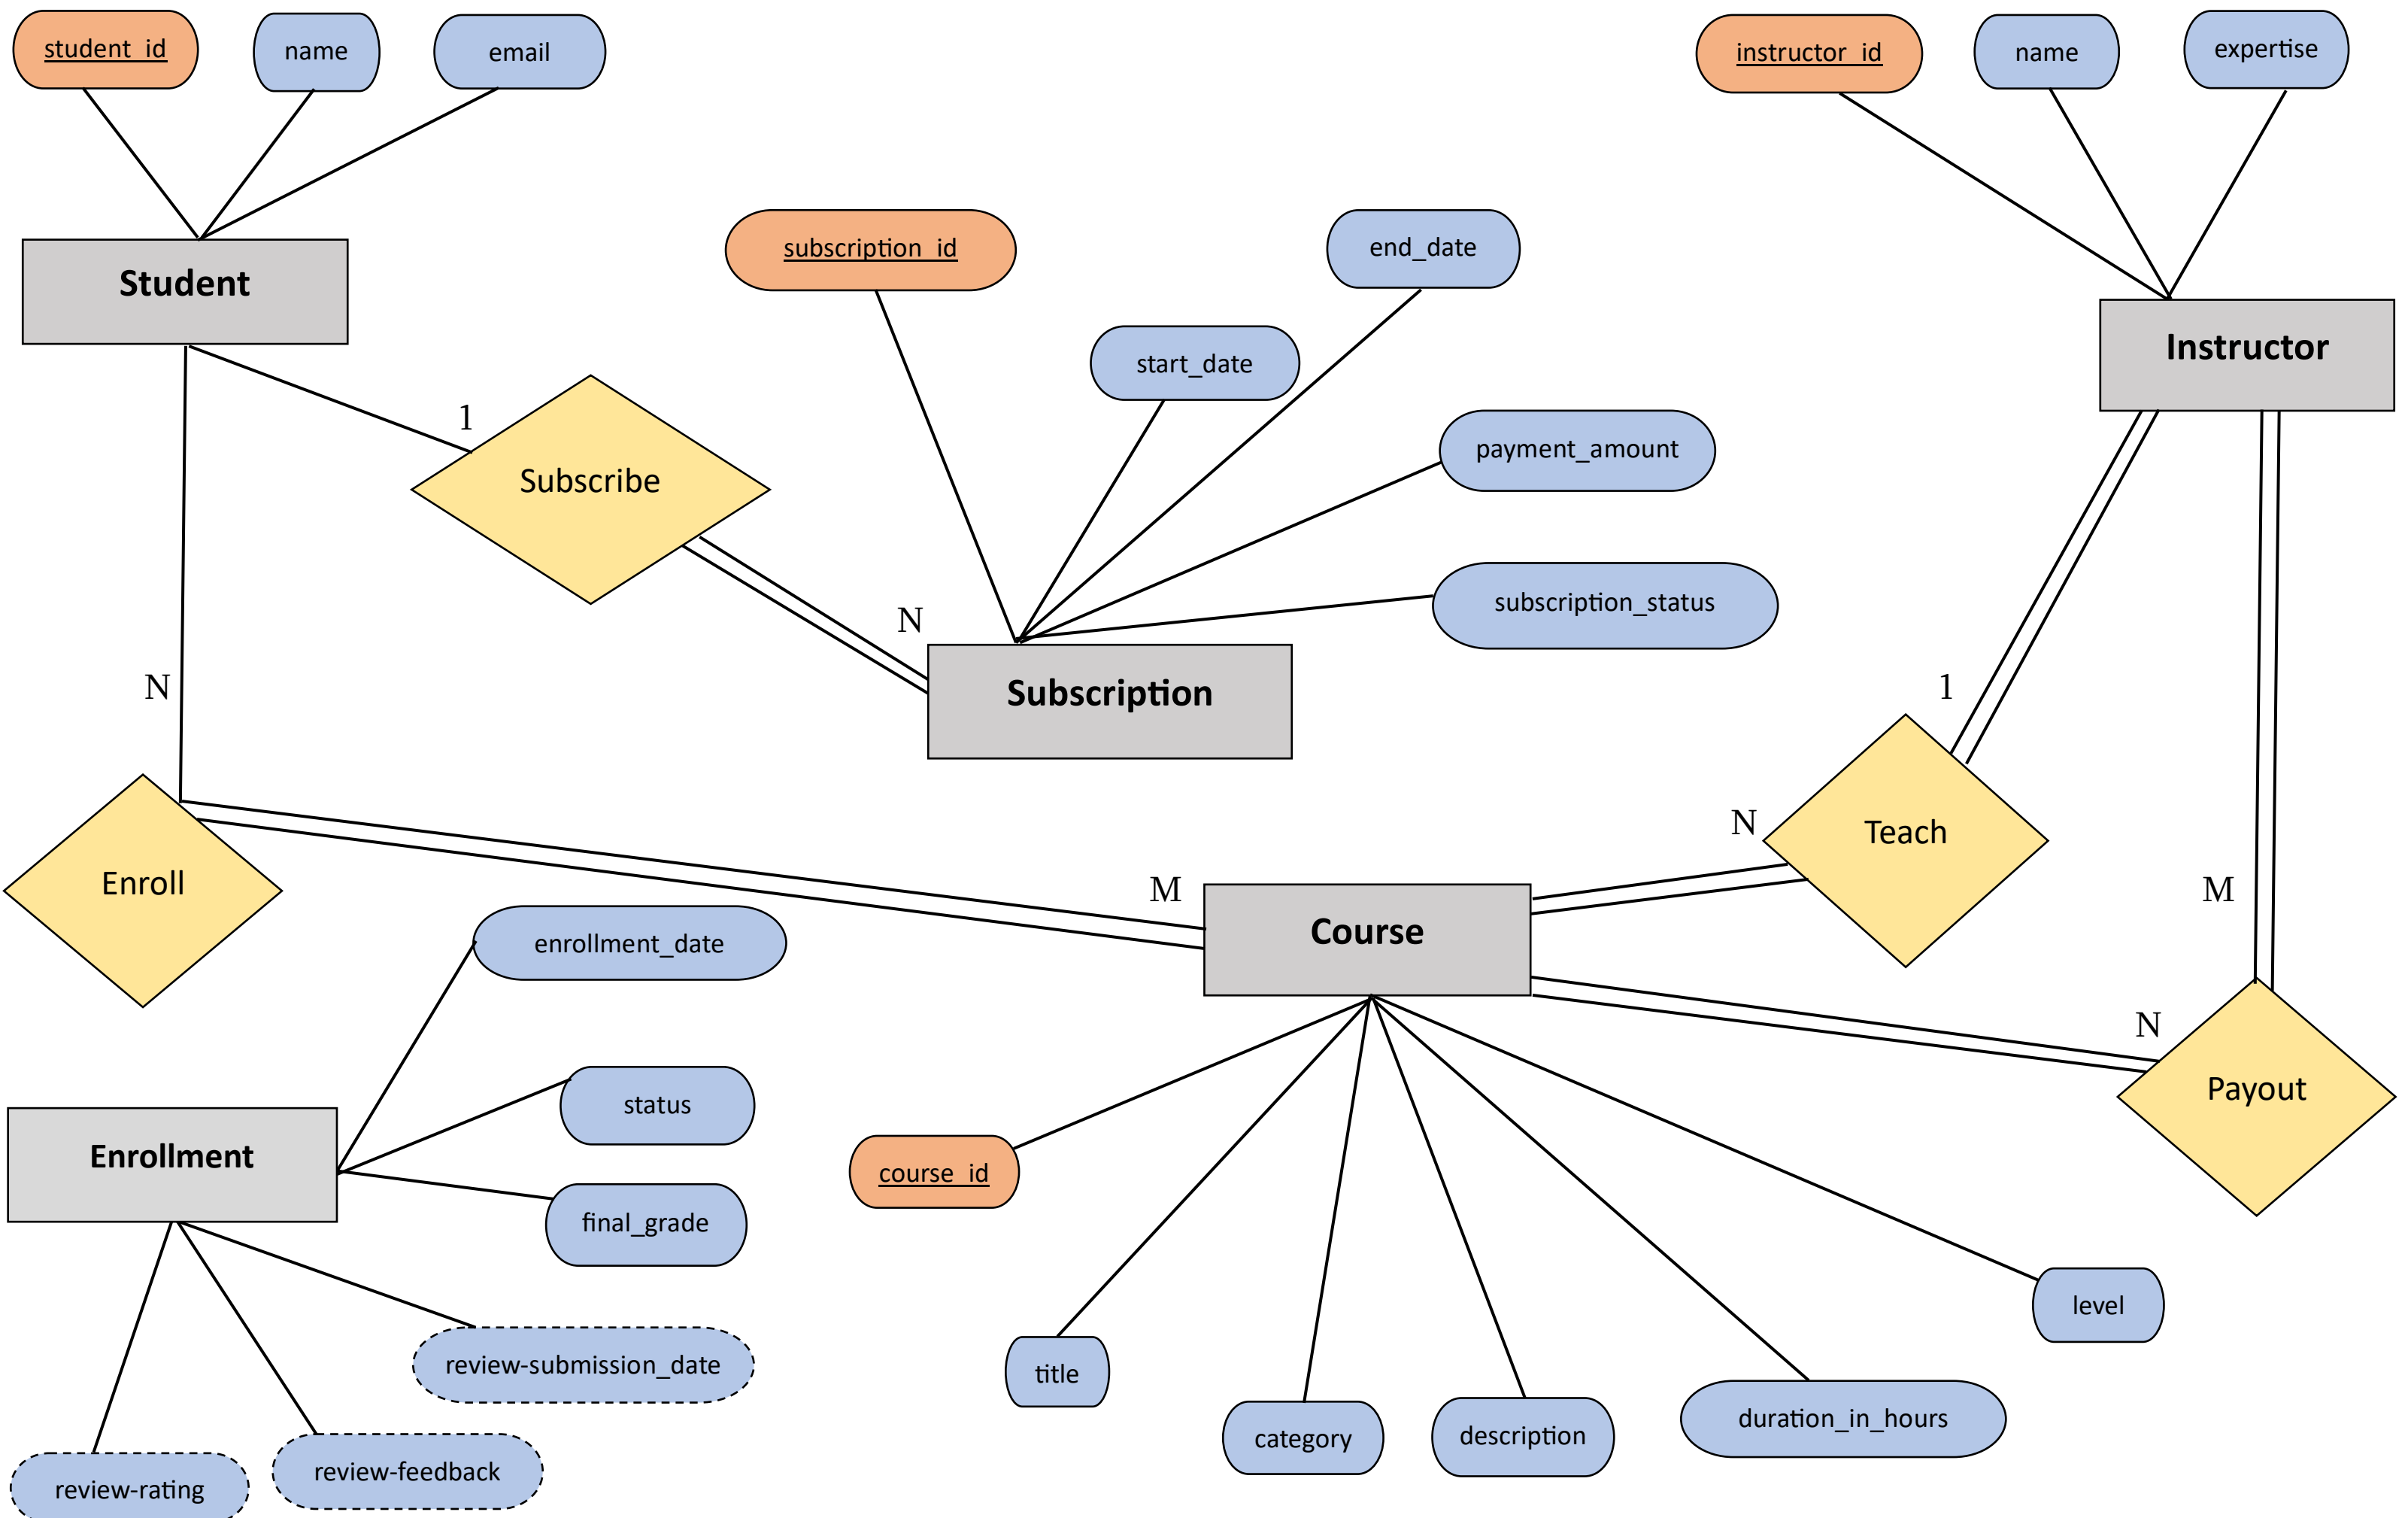 student_id
name
email
instructor_id
name
expertise
Student
subscription_id
end_date
Instructor
start_date
1
payment_amount
Subscribe
subscription_status
N
Subscription
N
1
N
Teach
Enroll
M
M
Course
enrollment_date
N
Payout
status
Enrollment
course_id
final_grade
level
review-submission_date
title
duration_in_hours
category
description
review-feedback
review-rating